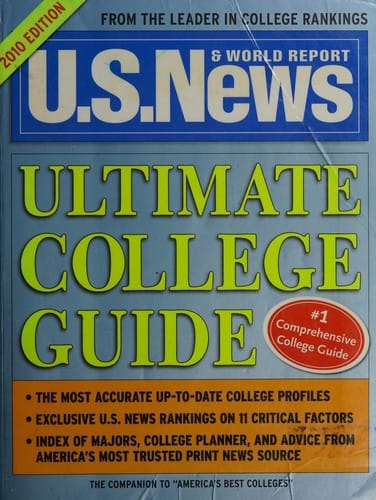 FROM THE LEADER IN COLLEGE RANKINGS
2010 EDITION
& WORLD REPORT
U.S.NEWS
ULTIMATE
COLLEGE
GUIDE
#1
Comprehensive
College Guide
• THE MOST ACCURATE UP-TO-DATE COLLEGE PROFILES
• EXCLUSIVE U.S. NEWS RANKINGS ON 11 CRITICAL FACTORS
• INDEX OF MAJORS, COLLEGE PLANNER, AND ADVICE FROM
AMERICA'S MOST TRUSTED PRINT NEWS SOURCE
THE COMPANION TO "AMERICA'S BEST COLLEGES"